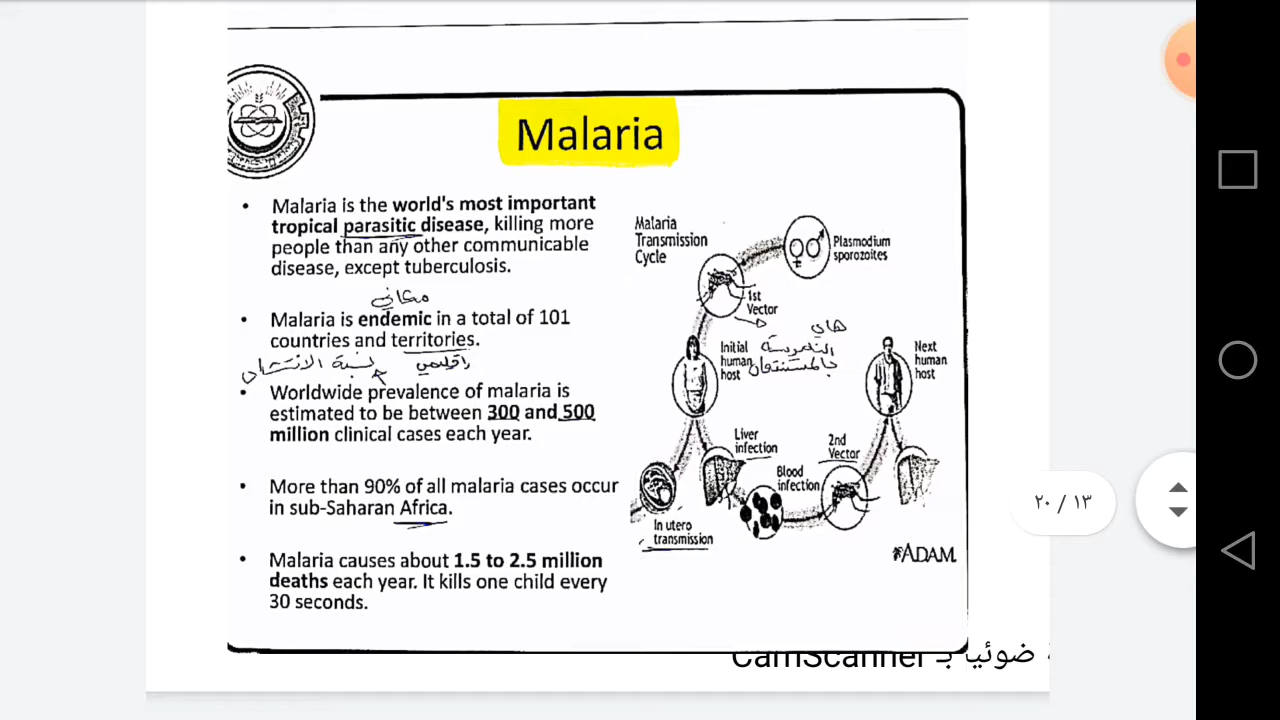 Malaria
• Malaria is the world's most important
tropical parasitic disease, killing more
people than any other communicable
disease, except tuberculosis.
• Malaria is endemic in a total of 101
countries and territories.
نسبة الانتشار
• Worldwide prevalence of malaria is
estimated to be between 300 and 500
million clinical cases each year.
• More than 90% of all malaria cases occur
in sub-Saharan Africa.
• Malaria causes about 1.5 to 2.5 million
deaths each year. It kills one child every
30 seconds.
Malaria
Transmission
Cycle
Plasmodium
sporozoites
1st
Vector
Initial
human
host
Next
human
host
Liver
infection
2nd
Vector
Blood
infection
In utero
transmission
ADAM
٢٠ / ١٣
ضوئيا بـ CamScanner